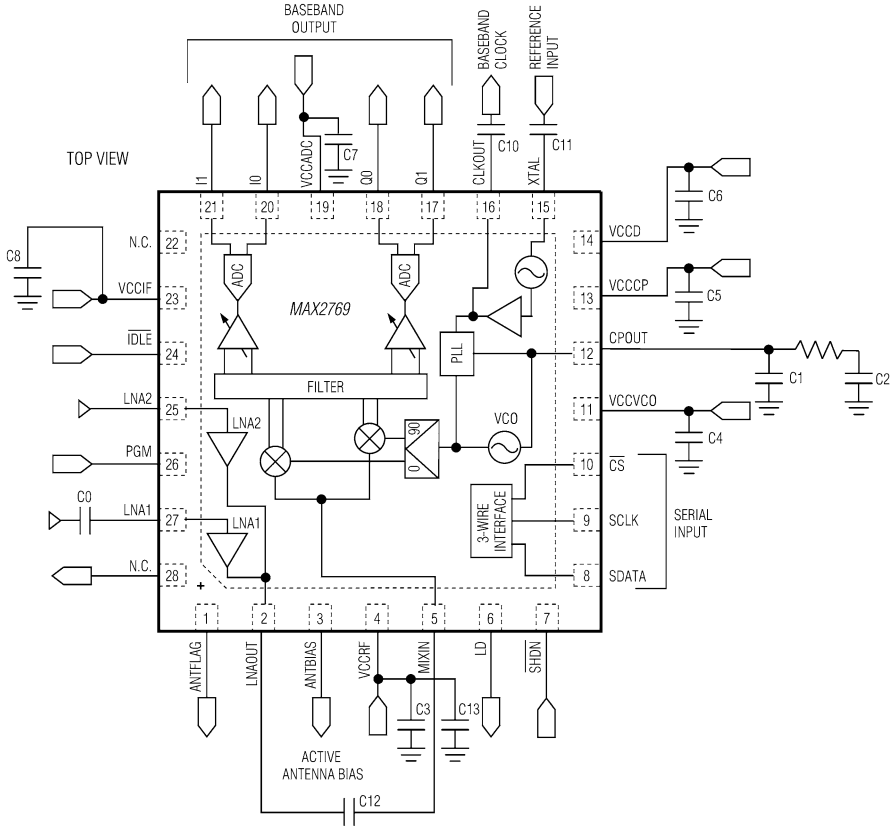 BASEBAND
OUTPUT
BASEBAND
CLOCK
REFERENCE
INPUT
TOP VIEW
C7
C10
C11
I1
I0
VCCADC
Q0
Q1
CLKOUT
XTAL
21
20
19
18
17
16
15
C6
14
VCCD
C5
13
VCCCP
12
CPOUT
C1
C2
11
VCCVCO
C4
10
CS
9
SCLK
8
SDATA
SERIAL
INPUT
N.C.
22
C8
VCCIF
23
IDLE
24
LNA2
25
PGM
26
C0
LNA1
27
N.C.
28
ADC
ADC
MAX2769
PLL
FILTER
LNA2
90
0
VCO
3-WIRE
INTERFACE
LNA1
+
1
2
3
4
5
6
7
ANTFLAG
LNAOUT
ANTBIAS
VCCRF
MIXIN
LD
SHDN
C3
C13
ACTIVE
ANTENNA BIAS
C12